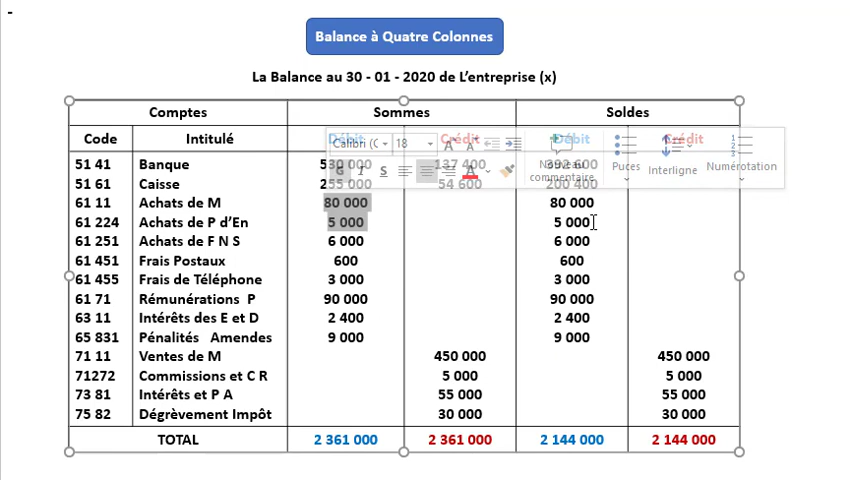 Balance à Quatre Colonnes
La Balance au 30 - 01 - 2020 de L'entreprise (x)
Comptes Sommes Soldes
Code Intitulé Débit Crédit Débit Crédit
Calibri (C 18
G I S A Nouveau commentaire Puces Interligne Numérotation
51 41 Banque 530 000 137 400 392 600
51 61 Caisse 255 000 54 600 200 400
61 11 Achats de M 80 000 80 000
61 224 Achats de P d'En 5 000 5 000
61 251 Achats de F N S 6 000 6 000
61 451 Frais Postaux 600 600
61 455 Frais de Téléphone 3 000 3 000
61 71 Rémunérations P 90 000 90 000
63 11 Intérêts des E et D 2 400 2 400
65 831 Pénalités Amendes 9 000 9 000
71 11 Ventes de M 450 000 450 000
71272 Commissions et C R 5 000 5 000
73 81 Intérêts et P A 55 000 55 000
75 82 Dégrèvement Impôt 30 000 30 000
TOTAL 2 361 000 2 361 000 2 144 000 2 144 000